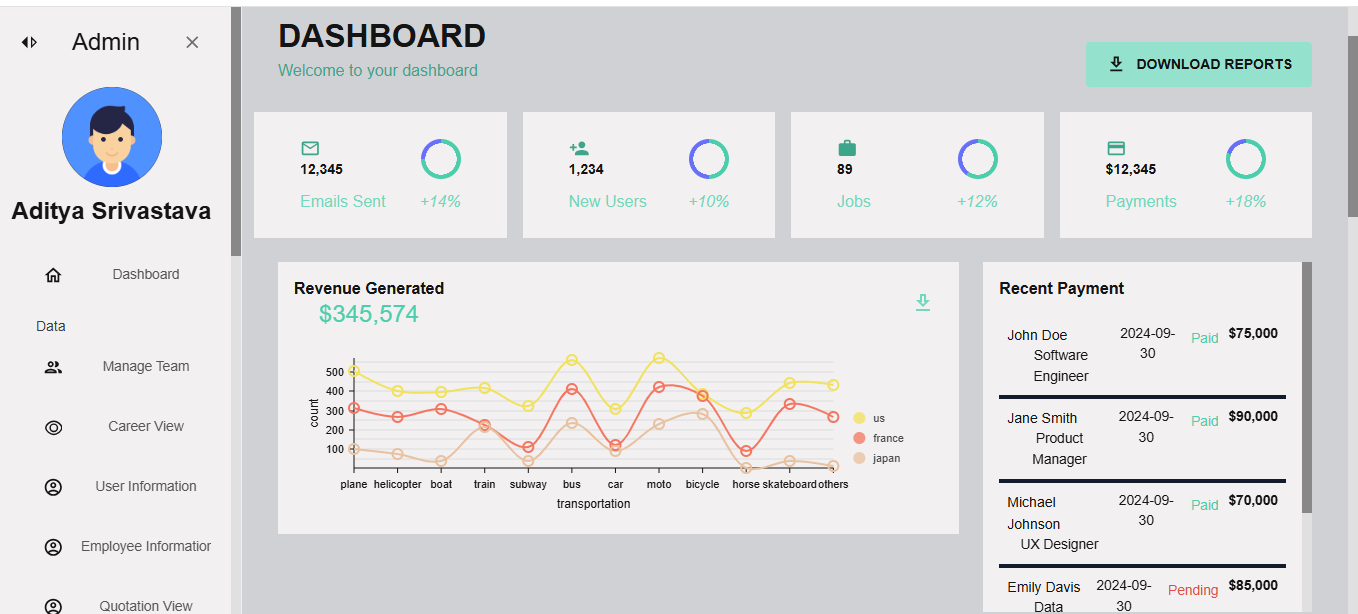 Admin
Aditya Srivastava
Dashboard
Data
Manage Team
Career View
User Information
Employee Information
Quotation View
DASHBOARD
Welcome to your dashboard
DOWNLOAD REPORTS
12,345
Emails Sent
+14%
1,234
New Users
+10%
89
Jobs
+12%
$12,345
Payments
+18%
Revenue Generated
$345,574
500
400
300
200
100
count
plane helicopter boat train subway bus car moto bicycle horse skateboard others
transportation
us
france
japan
Recent Payment
John Doe
Software
Engineer
2024-09-
30
Paid
$75,000
Jane Smith
Product
Manager
2024-09-
30
Paid
$90,000
Michael
Johnson
UX Designer
2024-09-
30
Paid
$70,000
Emily Davis
Data
2024-09-
30
Pending
$85,000